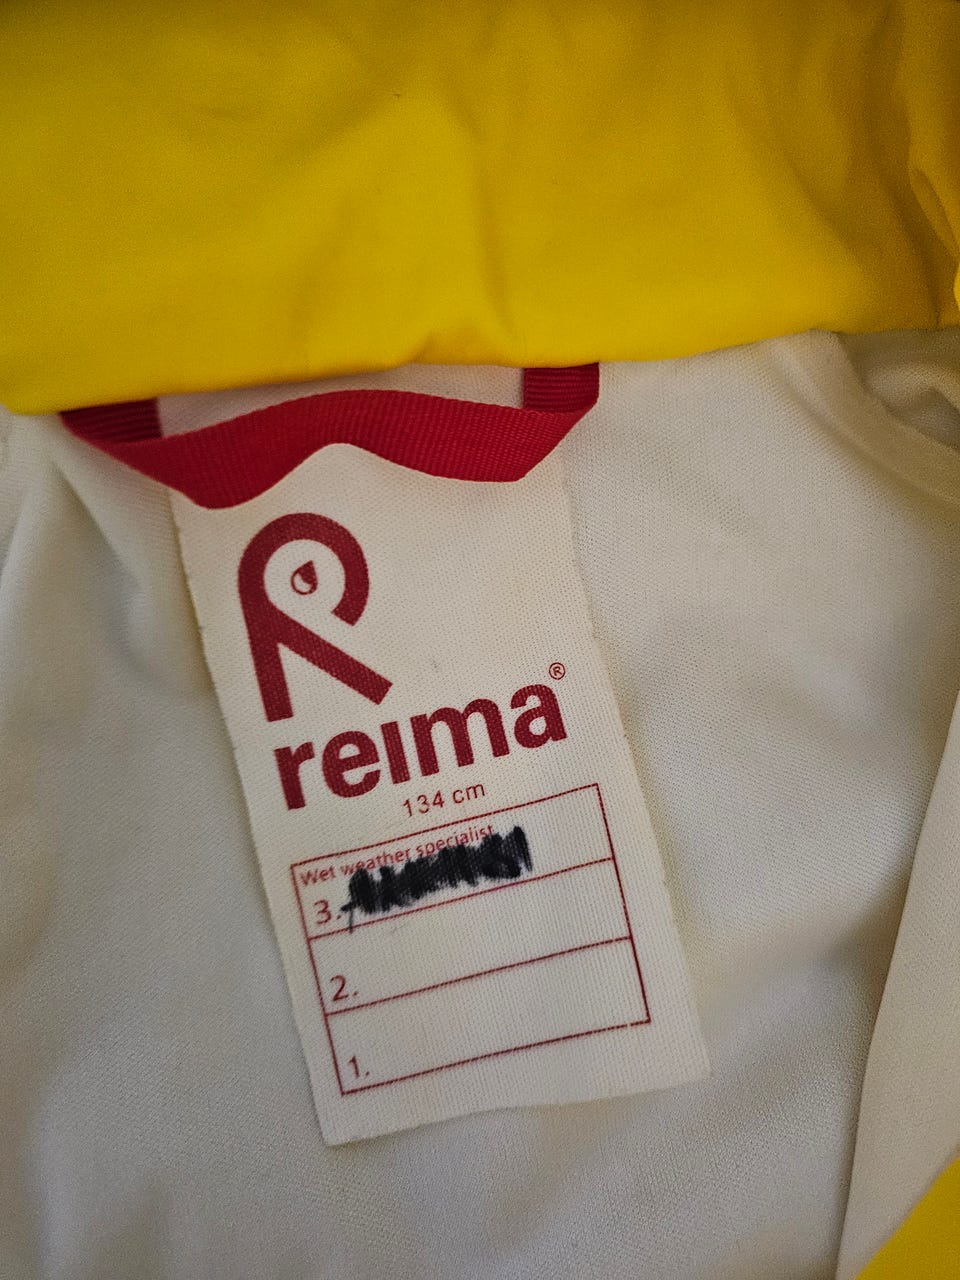 reima®
134 cm
Wet weather specialist
3.
2.
1.